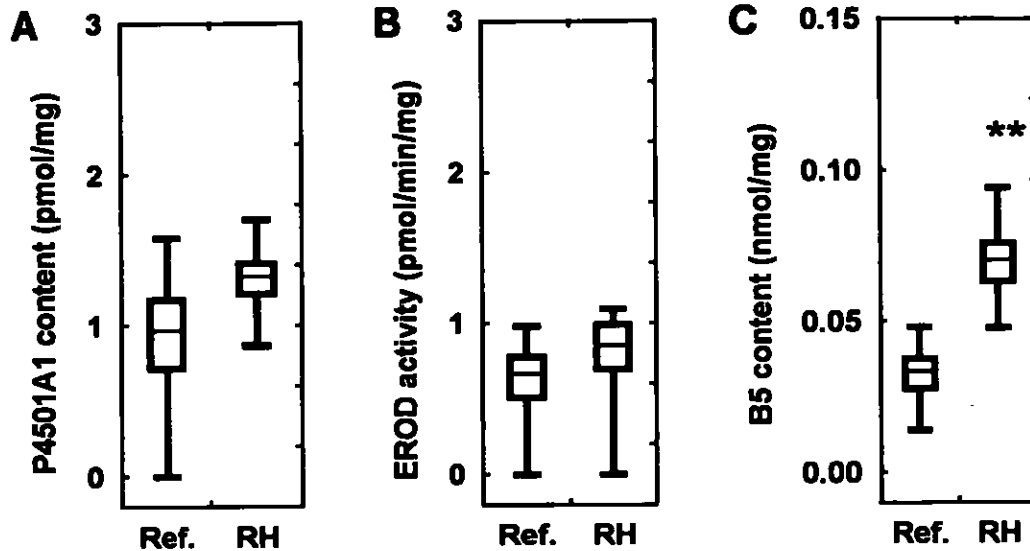 A
P4501A1 content (pmol/mg)
3
2
1
0
Ref. RH
B
EROD activity (pmol/min/mg)
3
2
1
0
Ref. RH
C
B5 content (nmol/mg)
0.15
0.10
0.05
0.00
**
Ref. RH